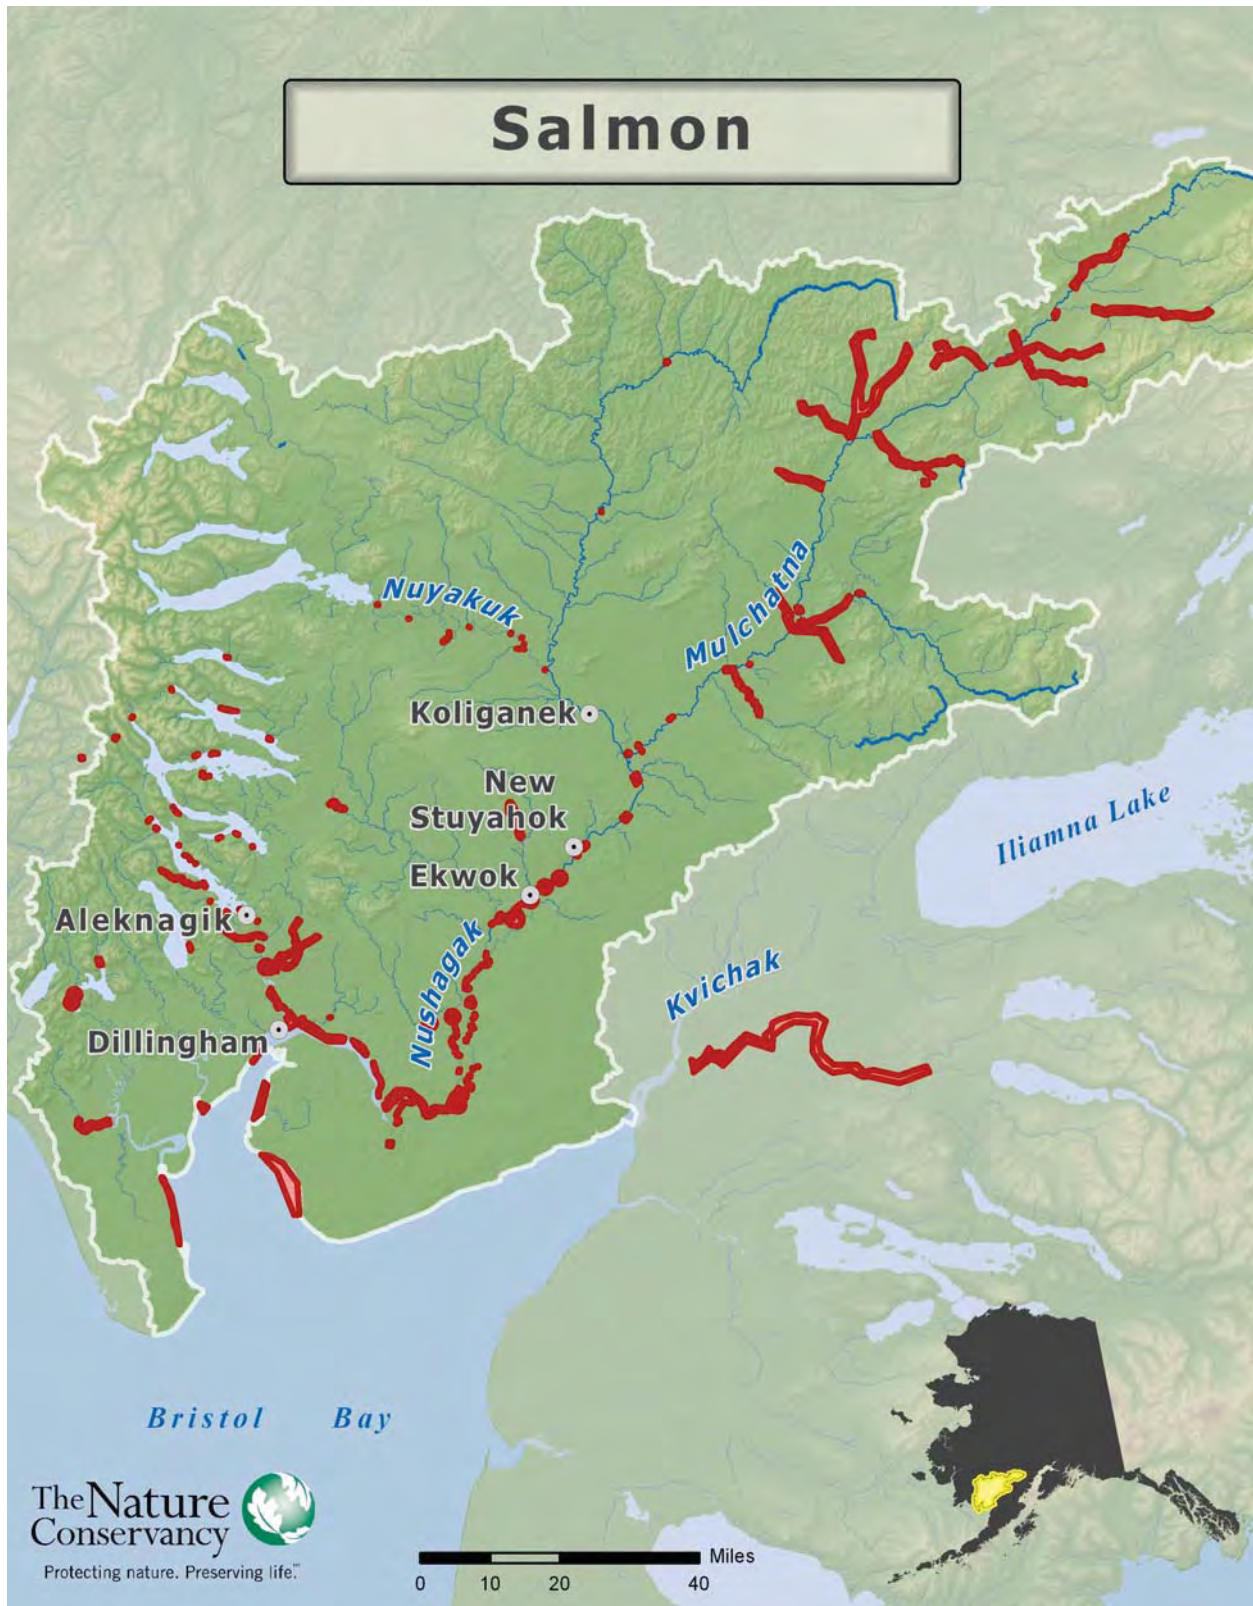 Salmon
Nuyakuk
Mulchatna
Koliganek
New
Stuyahok
Iliamna Lake
Ekwok
Aleknagik
Nushagak
Kvichak
Dillingham
Bristol Bay
The Nature
Conservancy
Protecting nature. Preserving life.
Miles
0 10 20 40